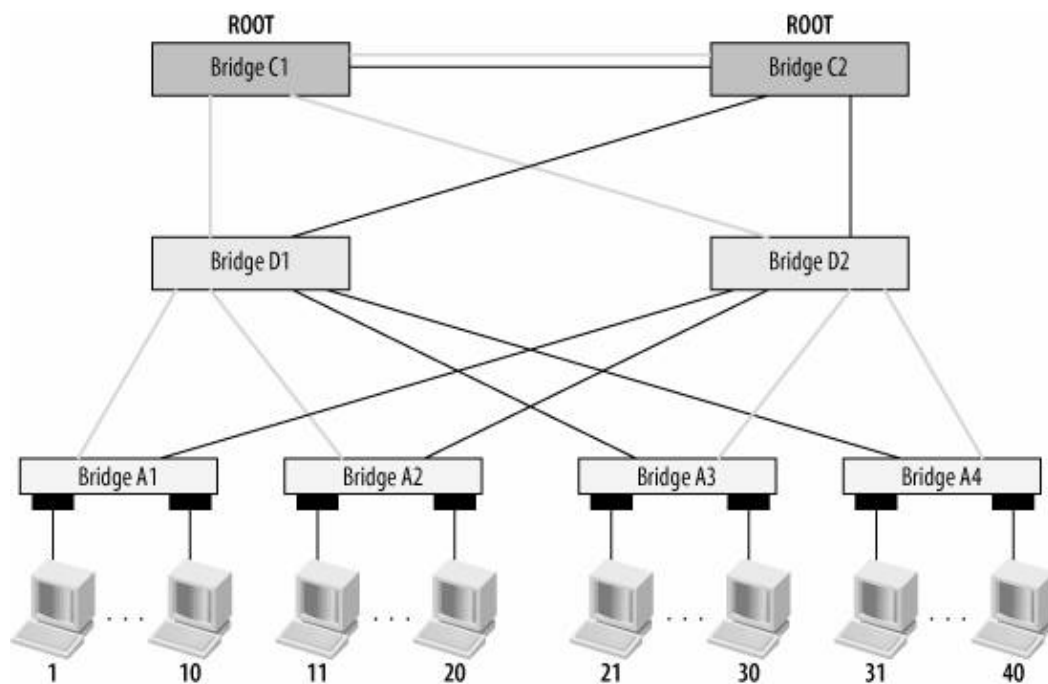 ROOT ROOT
Bridge C1 Bridge C2
Bridge D1 Bridge D2
Bridge A1 Bridge A2 Bridge A3 Bridge A4
. . . . . . . . . . . .
1 10 11 20 21 30 31 40